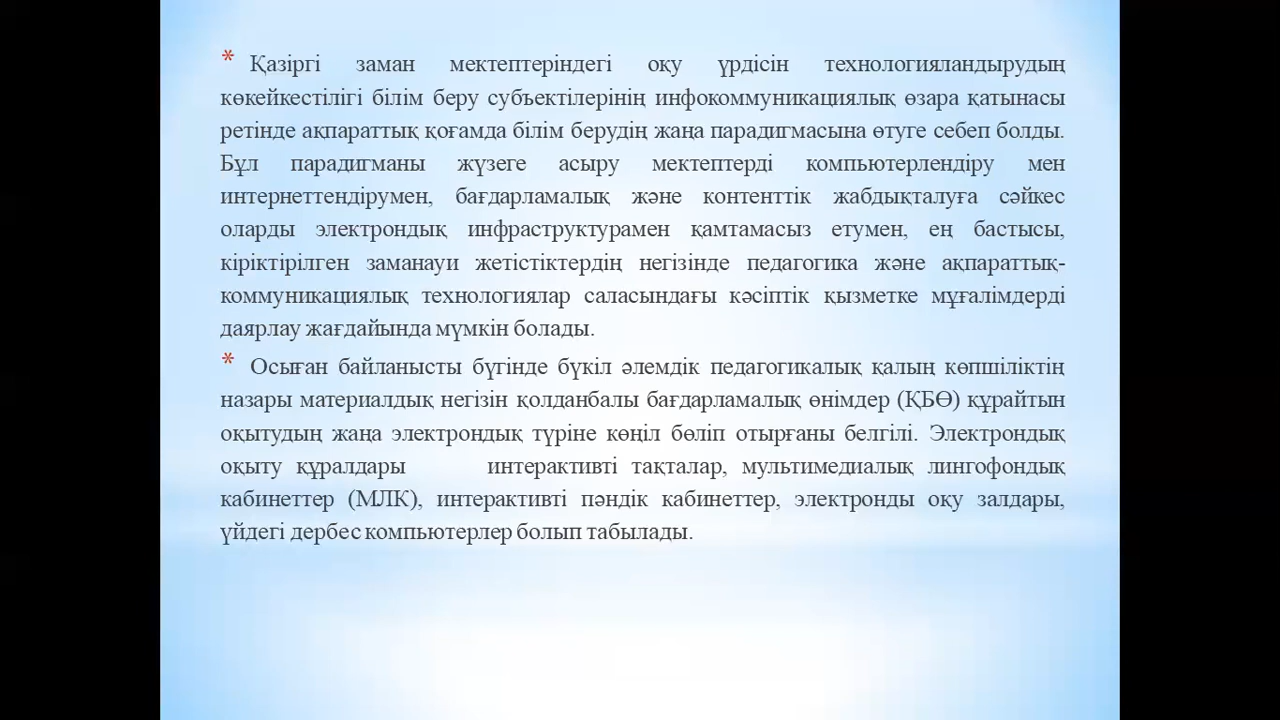 * Қазіргі заман мектептеріндегі оқу үрдісін технологияландырудың
көкейкестілігі білім беру субъектілерінің инфокоммуникациялық өзара қатынасы
ретінде ақпараттық қоғамда білім берудің жаңа парадигмасына өтуге себеп болды.
Бұл парадигманы жүзеге асыру мектептерді компьютерлендіру мен
интернеттендірумен, бағдарламалық және контенттік жабдықталуға сәйкес
оларды электрондық инфраструктурамен қамтамасыз етумен, ең бастысы,
кіріктірілген заманауи жетістіктердің негізінде педагогика және ақпараттық-
коммуникациялық технологиялар саласындағы кәсіптік қызметке мұғалімдерді
даярлау жағдайында мүмкін болады.
* Осыған байланысты бүгінде бүкіл әлемдік педагогикалық қалың көпшіліктің
назары материалдық негізін қолданбалы бағдарламалық өнімдер (ҚБӨ) құрайтын
оқытудың жаңа электрондық түріне көңіл бөліп отырғаны белгілі. Электрондық
оқыту құралдары интерактивті тақталар, мультимедиалық лингофондық
кабинеттер (МЛК), интерактивті пәндік кабинеттер, электронды оқу залдары,
үйдегі дербес компьютерлер болып табылады.